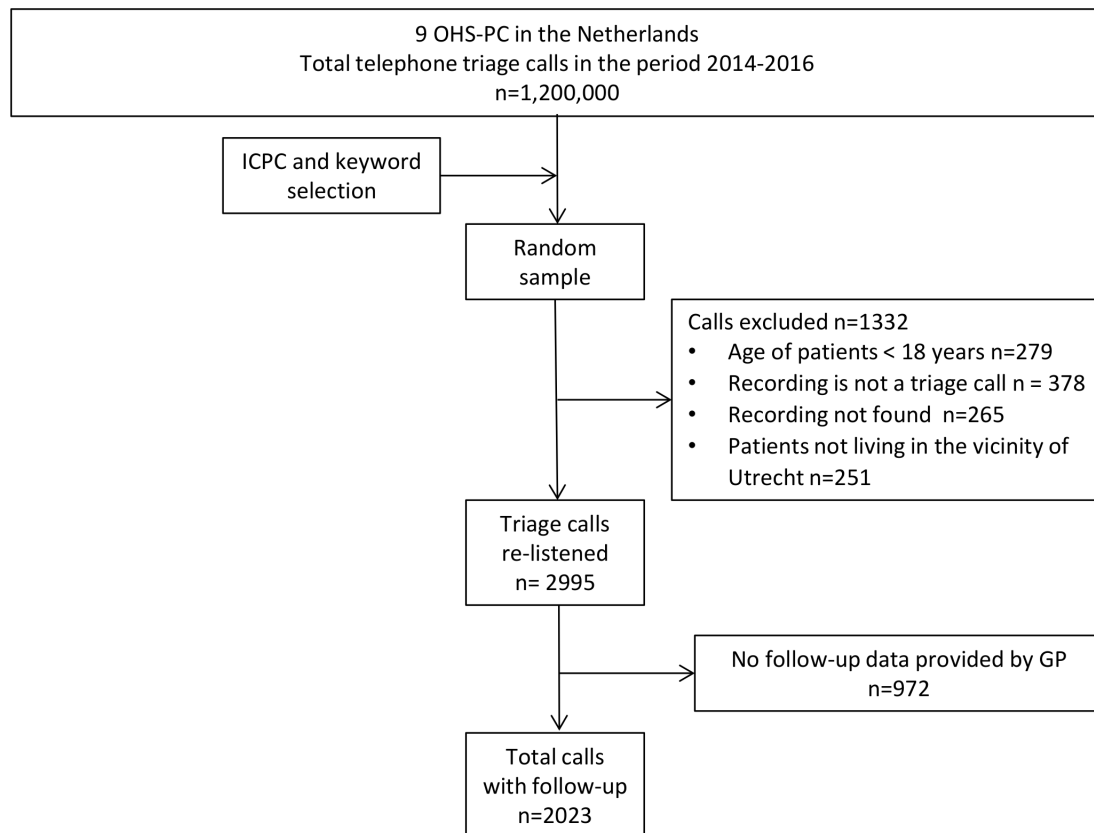 9 OHS-PC in the Netherlands
Total telephone triage calls in the period 2014-2016
n=1,200,000
ICPC and keyword
selection
Random
sample
Calls excluded n=1332
• Age of patients < 18 years n=279
• Recording is not a triage call n = 378
• Recording not found n=265
• Patients not living in the vicinity of
Utrecht n=251
Triage calls
re-listened
n= 2995
No follow-up data provided by GP
n=972
Total calls
with follow-up
n=2023